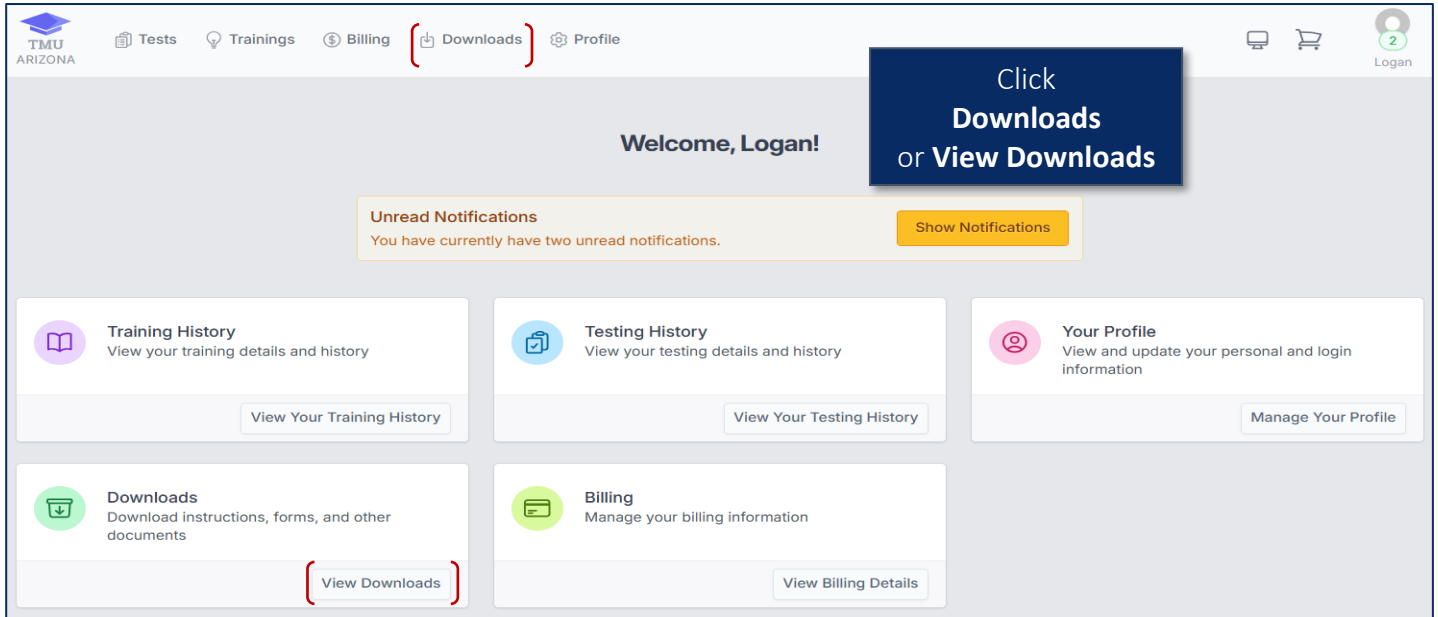 TMU
ARIZONA
Tests
Trainings
Billing
Downloads
Profile
2
Logan
Click
Downloads
or View Downloads
Welcome, Logan!
Unread Notifications
You have currently have two unread notifications.
Show Notifications
Training History
View your training details and history
View Your Training History
Testing History
View your testing details and history
View Your Testing History
Your Profile
View and update your personal and login
information
Manage Your Profile
Downloads
Download instructions, forms, and other
documents
View Downloads
Billing
Manage your billing information
View Billing Details